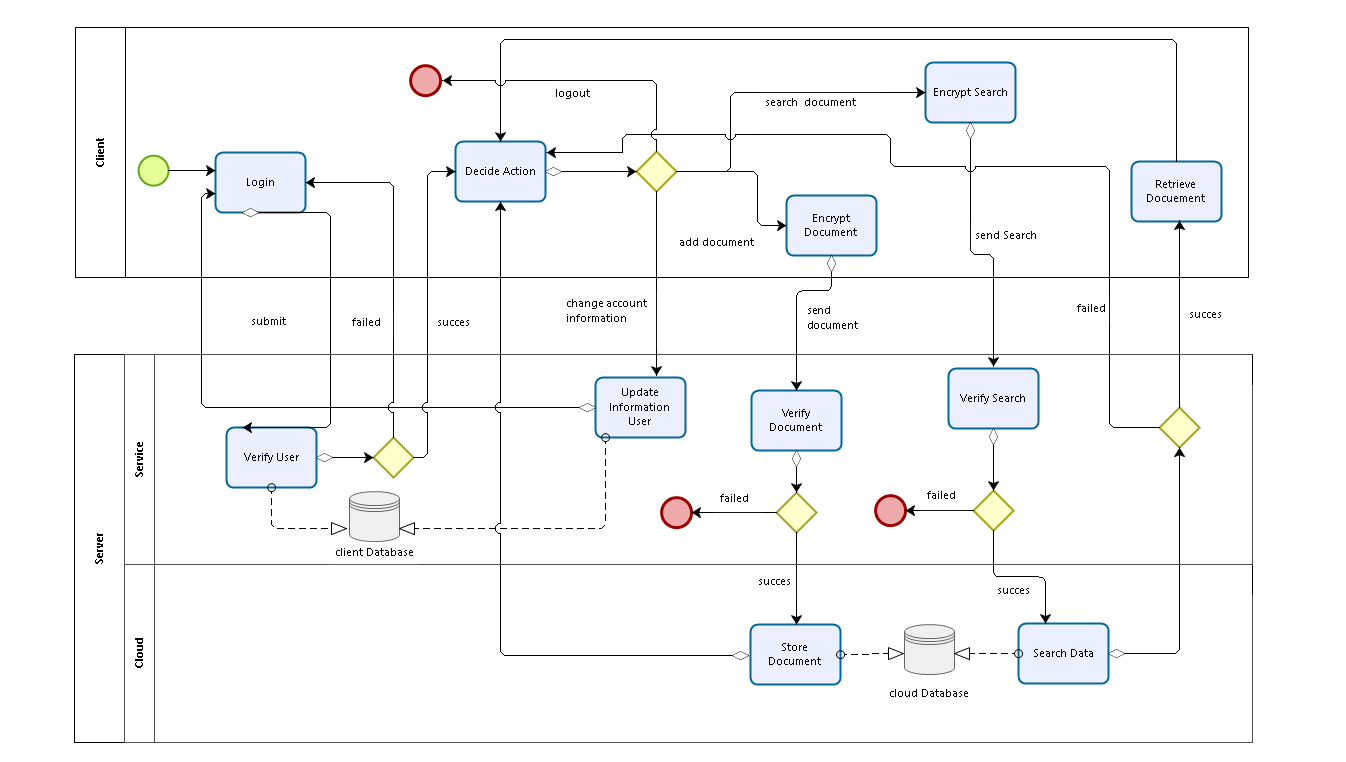 Client
logout
search  document
Encrypt Search
Login
Decide Action
Retrieve
Docuement
Encrypt
Document
add document
send Search
submit
failed
succes
change account
information
send
document
failed
succes
Server
Service
Update
Information
User
Verify
Document
Verify Search
Verify User
failed
failed
client Database
Cloud
succes
succes
Store
Document
Search Data
cloud Database